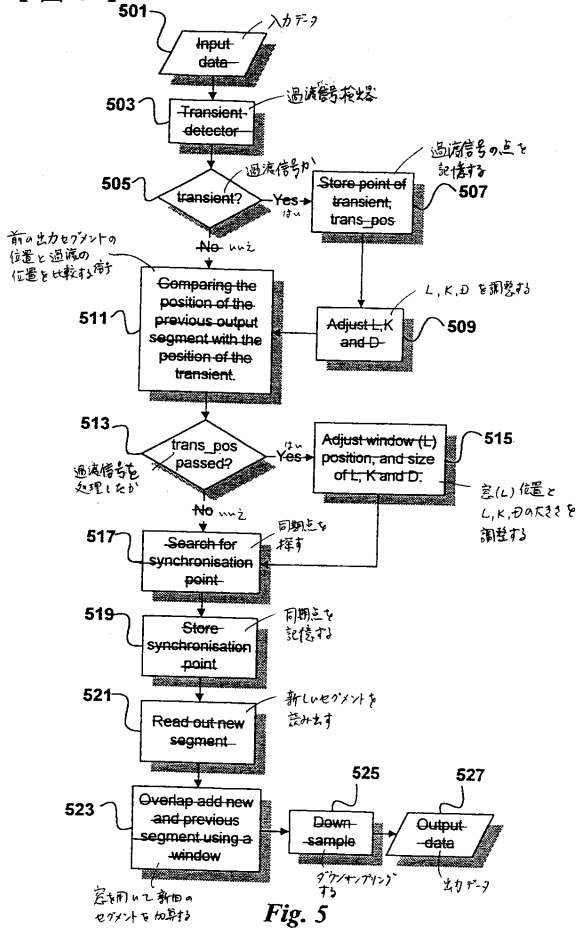 501
入力データ
Input
data
503
過渡信号検出器
Transient
detector
505
過渡信号か
transient?
Yes
はい
過渡信号の点を
記憶する
507
Store point of
transient,
trans_pos
No いいえ
前の出力セグメントの
位置と過渡の
位置を比較する
511
Comparing the
position of the
previous output
segment with the
position of the
transient.
L, K, D を調整する
Adjust L,K
and D
509
513
trans_pos
passed?
過渡信号を
処理したか
はい
Yes
No いいえ
515
Adjust window (L)
position, and size
of L, K and D.
窓(L)位置と
L, K, Dの大きさを
調整する
517
同期点を
探す
Search for
synchronisation
point
519
同期点を
記憶する
Store
synchronisation
point
521
新しいセグメントを
読み出す
Read out new
segment
523
Overlap add new
and previous
segment using a
window
窓を用いて新旧の
セグメントを加算する
525
Down
sample
ダウンサンプリング
する
527
Output
data
出力データ
Fig. 5